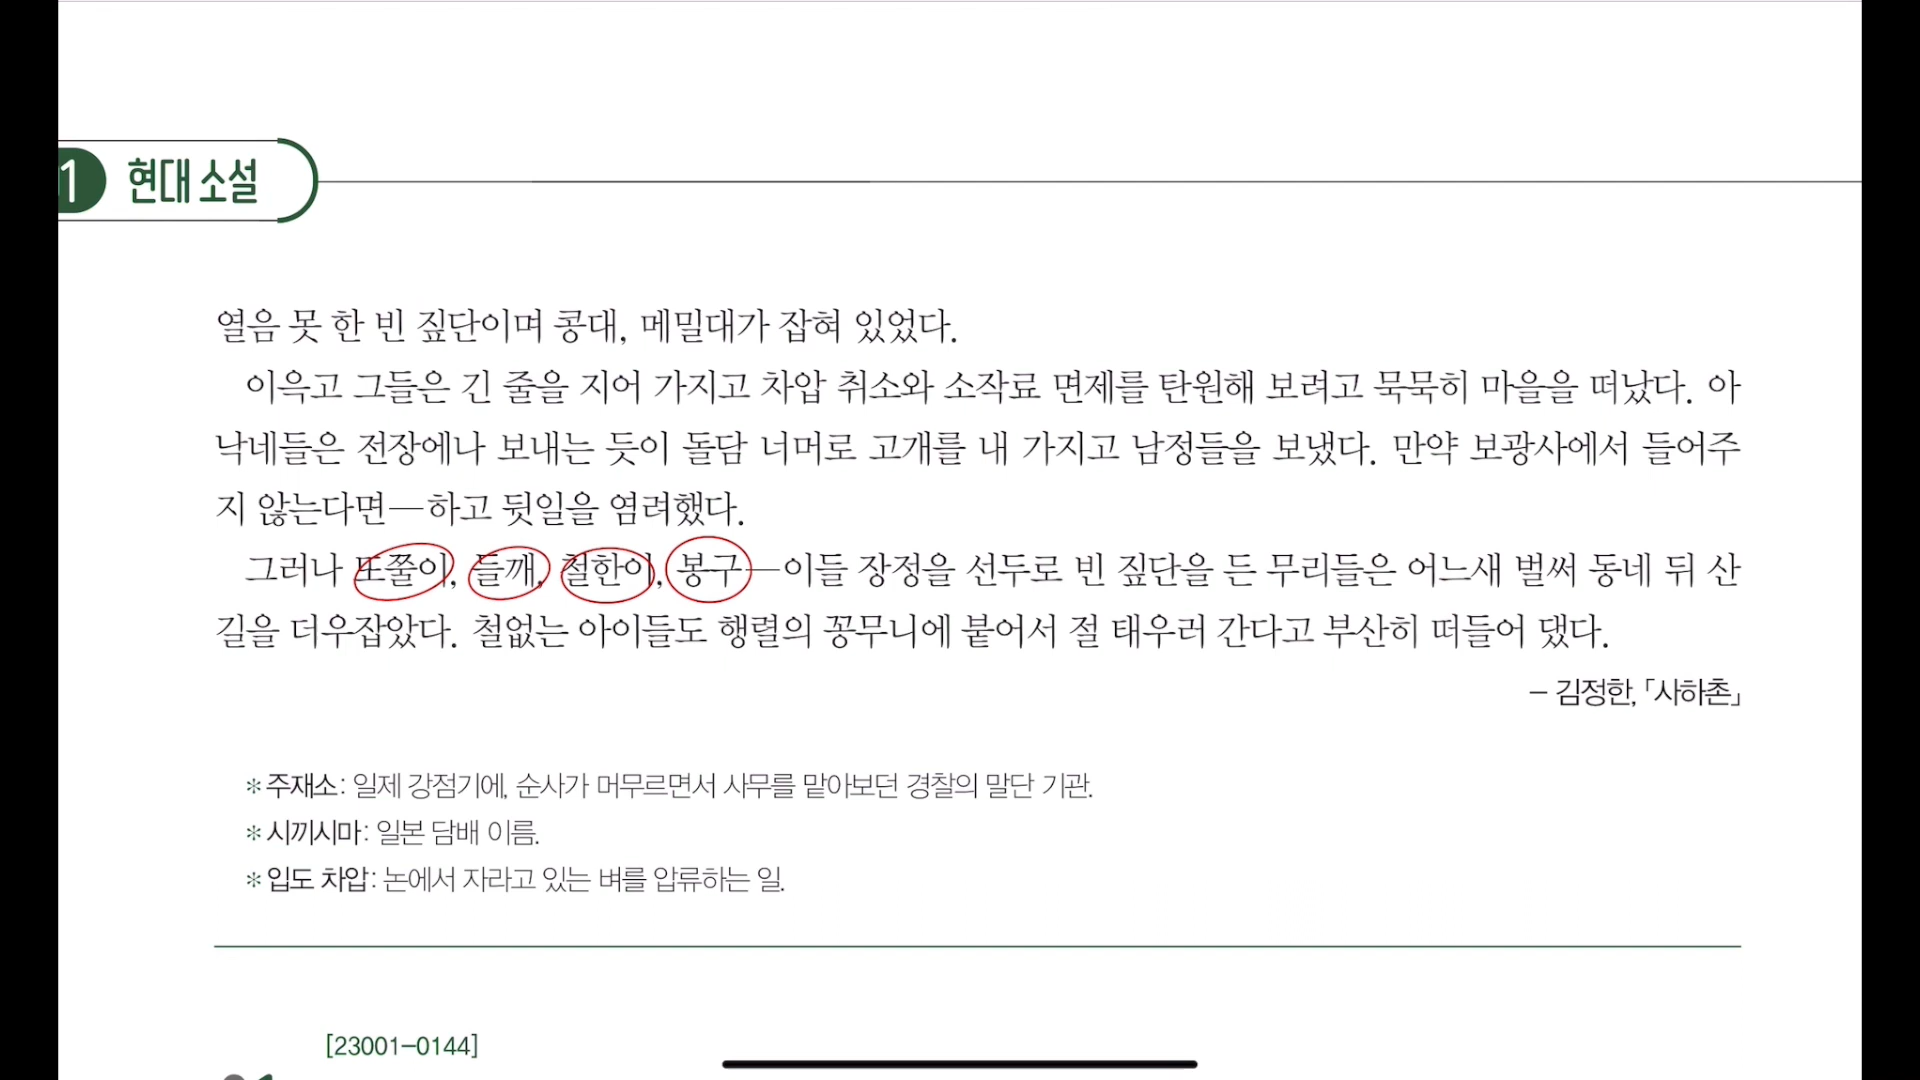 1 현대 소설
열음 못 한 빈 짚단이며 콩대, 메밀대가 잡혀 있었다.
이윽고 그들은 긴 줄을 지어 가지고 차압 취소와 소작료 면제를 탄원해 보려고 묵묵히 마을을 떠났다. 아
낙네들은 전장에나 보내는 듯이 돌담 너머로 고개를 내 가지고 남정들을 보냈다. 만약 보광사에서 들어주
지 않는다면―하고 뒷일을 염려했다.
그러나 또쭐이, 들깨, 철한이, 봉구―이들 장정을 선두로 빈 짚단을 든 무리들은 어느새 벌써 동네 뒤 산
길을 더우잡았다. 철없는 아이들도 행렬의 꽁무니에 붙어서 절 태우러 간다고 부산히 떠들어 댔다.
– 김정한, 「사하촌」
*주재소: 일제 강점기에, 순사가 머무르면서 사무를 맡아보던 경찰의 말단 기관.
*시끼시마: 일본 담배 이름.
*입도 차압: 논에서 자라고 있는 벼를 압류하는 일.
[23001-0144]